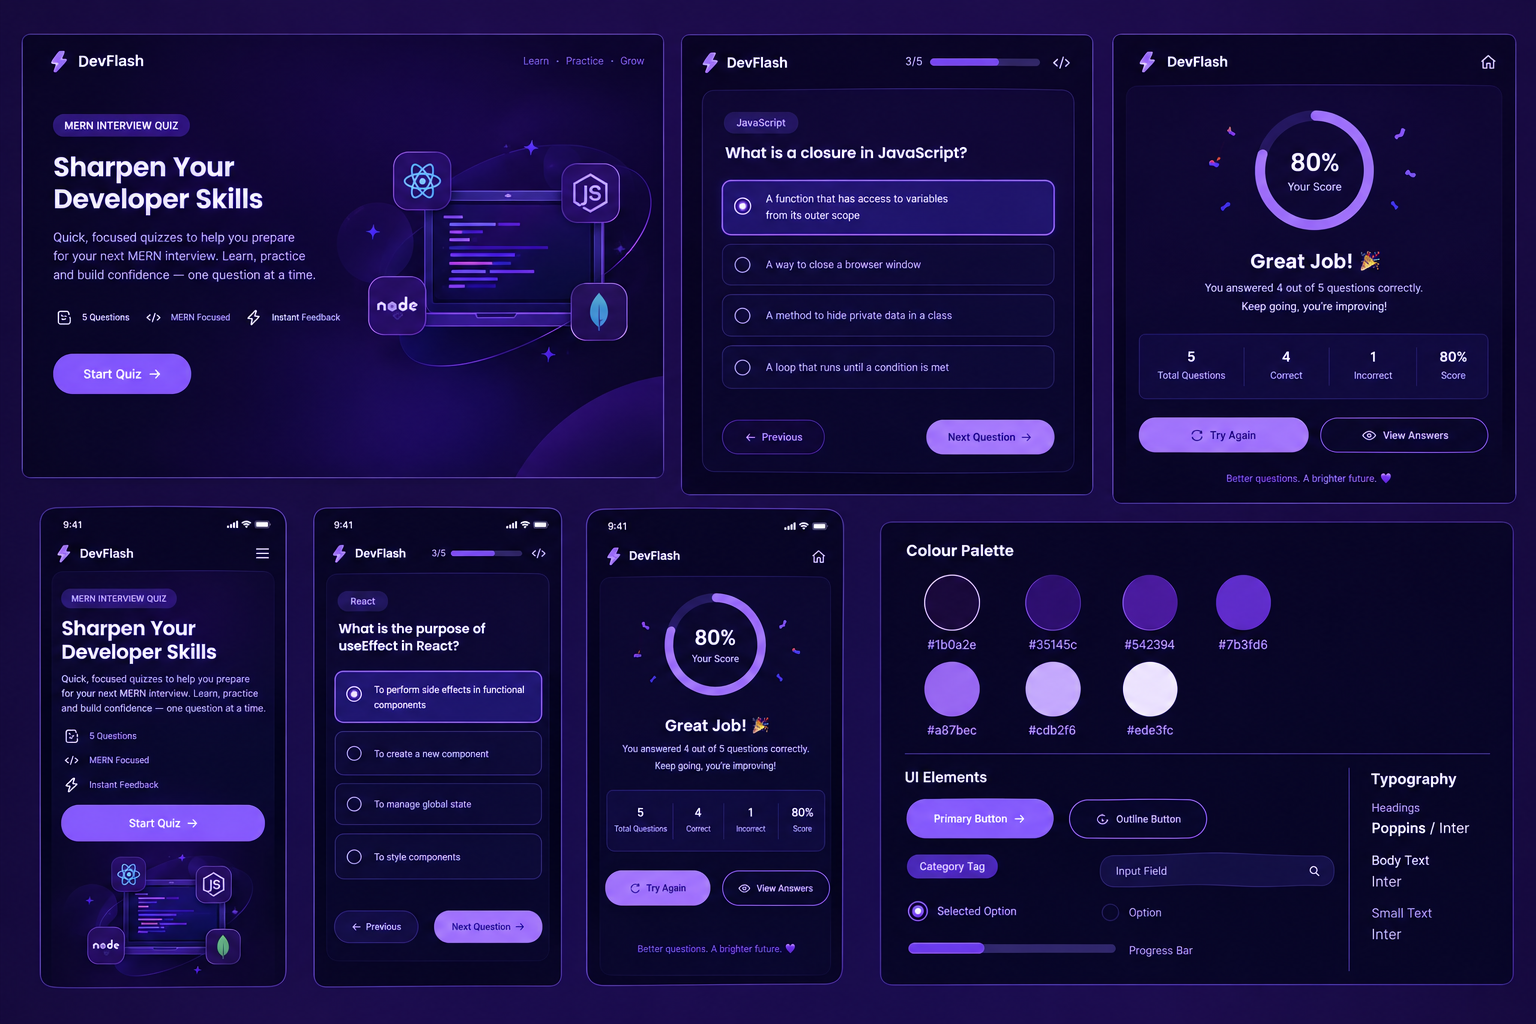 DevFlash
Learn · Practice · Grow
MERN INTERVIEW QUIZ
Sharpen Your
Developer Skills
Quick, focused quizzes to help you prepare
for your next MERN interview. Learn, practice
and build confidence — one question at a time.
5 Questions
MERN Focused
Instant Feedback
Start Quiz →
JS
node
DevFlash
3/5
</>
JavaScript
What is a closure in JavaScript?
A function that has access to variables
from its outer scope
A way to close a browser window
A method to hide private data in a class
A loop that runs until a condition is met
← Previous
Next Question →
DevFlash
80%
Your Score
Great Job! 🎉
You answered 4 out of 5 questions correctly.
Keep going, you're improving!
5
Total Questions
4
Correct
1
Incorrect
80%
Score
Try Again
View Answers
Better questions. A brighter future. 💜
9:41
DevFlash
MERN INTERVIEW QUIZ
Sharpen Your
Developer Skills
Quick, focused quizzes to help you prepare
for your next MERN interview. Learn, practice
and build confidence — one question at a time.
5 Questions
</> MERN Focused
Instant Feedback
Start Quiz →
JS
node
9:41
DevFlash
3/5
</>
React
What is the purpose of
useEffect in React?
To perform side effects in functional
components
To create a new component
To manage global state
To style components
← Previous
Next Question →
9:41
DevFlash
80%
Your Score
Great Job! 🎉
You answered 4 out of 5 questions correctly.
Keep going, you're improving!
5
Total Questions
4
Correct
1
Incorrect
80%
Score
Try Again
View Answers
Better questions. A brighter future. 💜
Colour Palette
#1b0a2e
#35145c
#542394
#7b3fd6
#a87bec
#cdb2f6
#ede3fc
UI Elements
Primary Button →
Outline Button
Category Tag
Input Field
Selected Option
Option
Progress Bar
Typography
Headings
Poppins / Inter
Body Text
Inter
Small Text
Inter